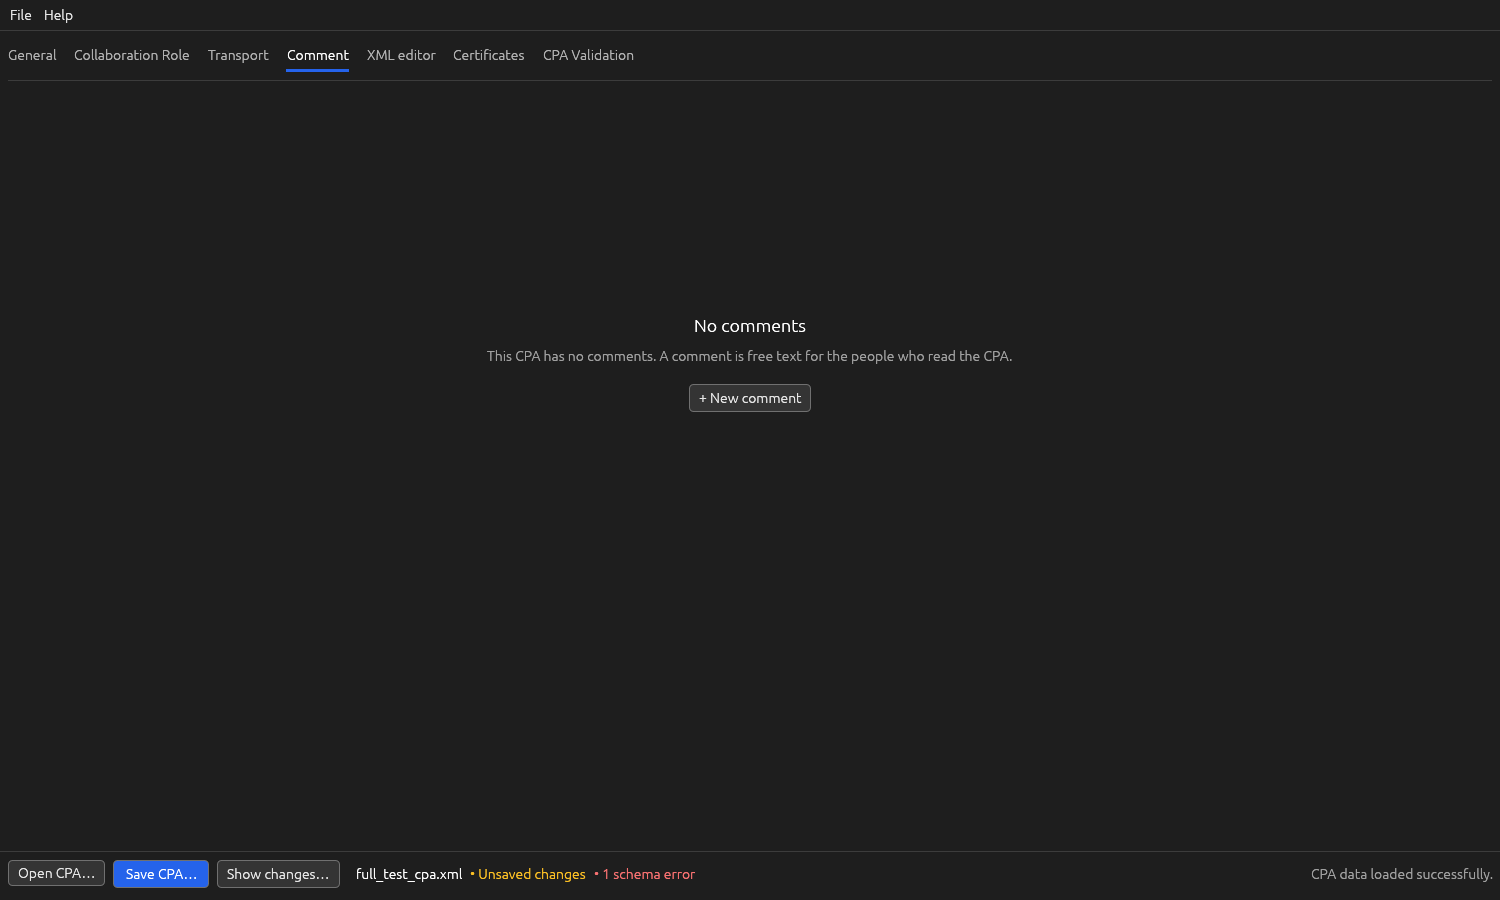 File Help
General Collaboration Role Transport Comment XML editor Certificates CPA Validation
No comments
This CPA has no comments. A comment is free text for the people who read the CPA.
+ New comment
Open CPA... Save CPA... Show changes... full_test_cpa.xml • Unsaved changes • 1 schema error CPA data loaded successfully.